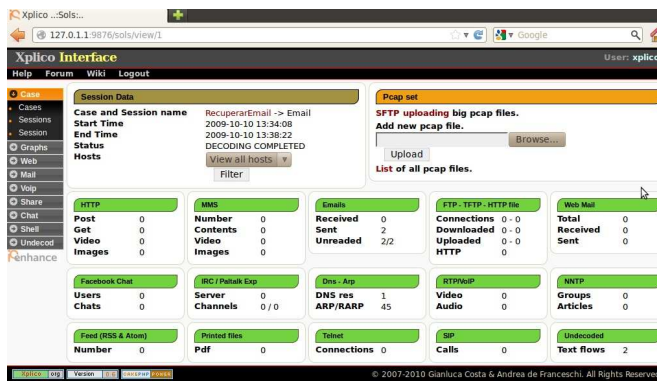 Xplico ..:Sols:..
127.0.1.1:9876/sols/view/1
Google
Xplico Interface
User: xplico
Help Forum Wiki Logout
Case
Cases
Sessions
Session
Graphs
Web
Mail
Voip
Share
Chat
Shell
Undecod
Penhance
Session Data
Case and Session name RecuperarEmail -> Email
Start Time 2009-10-10 13:34:08
End Time 2009-10-10 13:38:22
Status DECODING COMPLETED
Hosts View all hosts
Filter
Pcap set
SFTP uploading big pcap files.
Add new pcap file.
Browse...
Upload
List of all pcap files.
HTTP
Post 0
Get 0
Video 0
Images 0
MMS
Number 0
Contents 0
Video 0
Images 0
Emails
Received 0
Sent 2
Unreaded 2/2
FTP - TFTP - HTTP file
Connections 0 - 0
Downloaded 0 - 0
Uploaded 0 - 0
HTTP 0
Web Mail
Total 0
Received 0
Sent 0
Facebook Chat
Users 0
Chats 0
IRC / Paltalk Exp
Server 0
Channels 0 / 0
Dns - Arp
DNS res 1
ARP/RARP 45
RTP/VoIP
Video 0
Audio 0
NNTP
Groups 0
Articles 0
Feed (RSS & Atom)
Number 0
Printed files
Pdf 0
Telnet
Connections 0
SIP
Calls 0
Undecoded
Text flows 2
Xplico org
Version
CAKEPHP POWER
© 2007-2010 Gianluca Costa & Andrea de Franceschi. All Rights Reserved